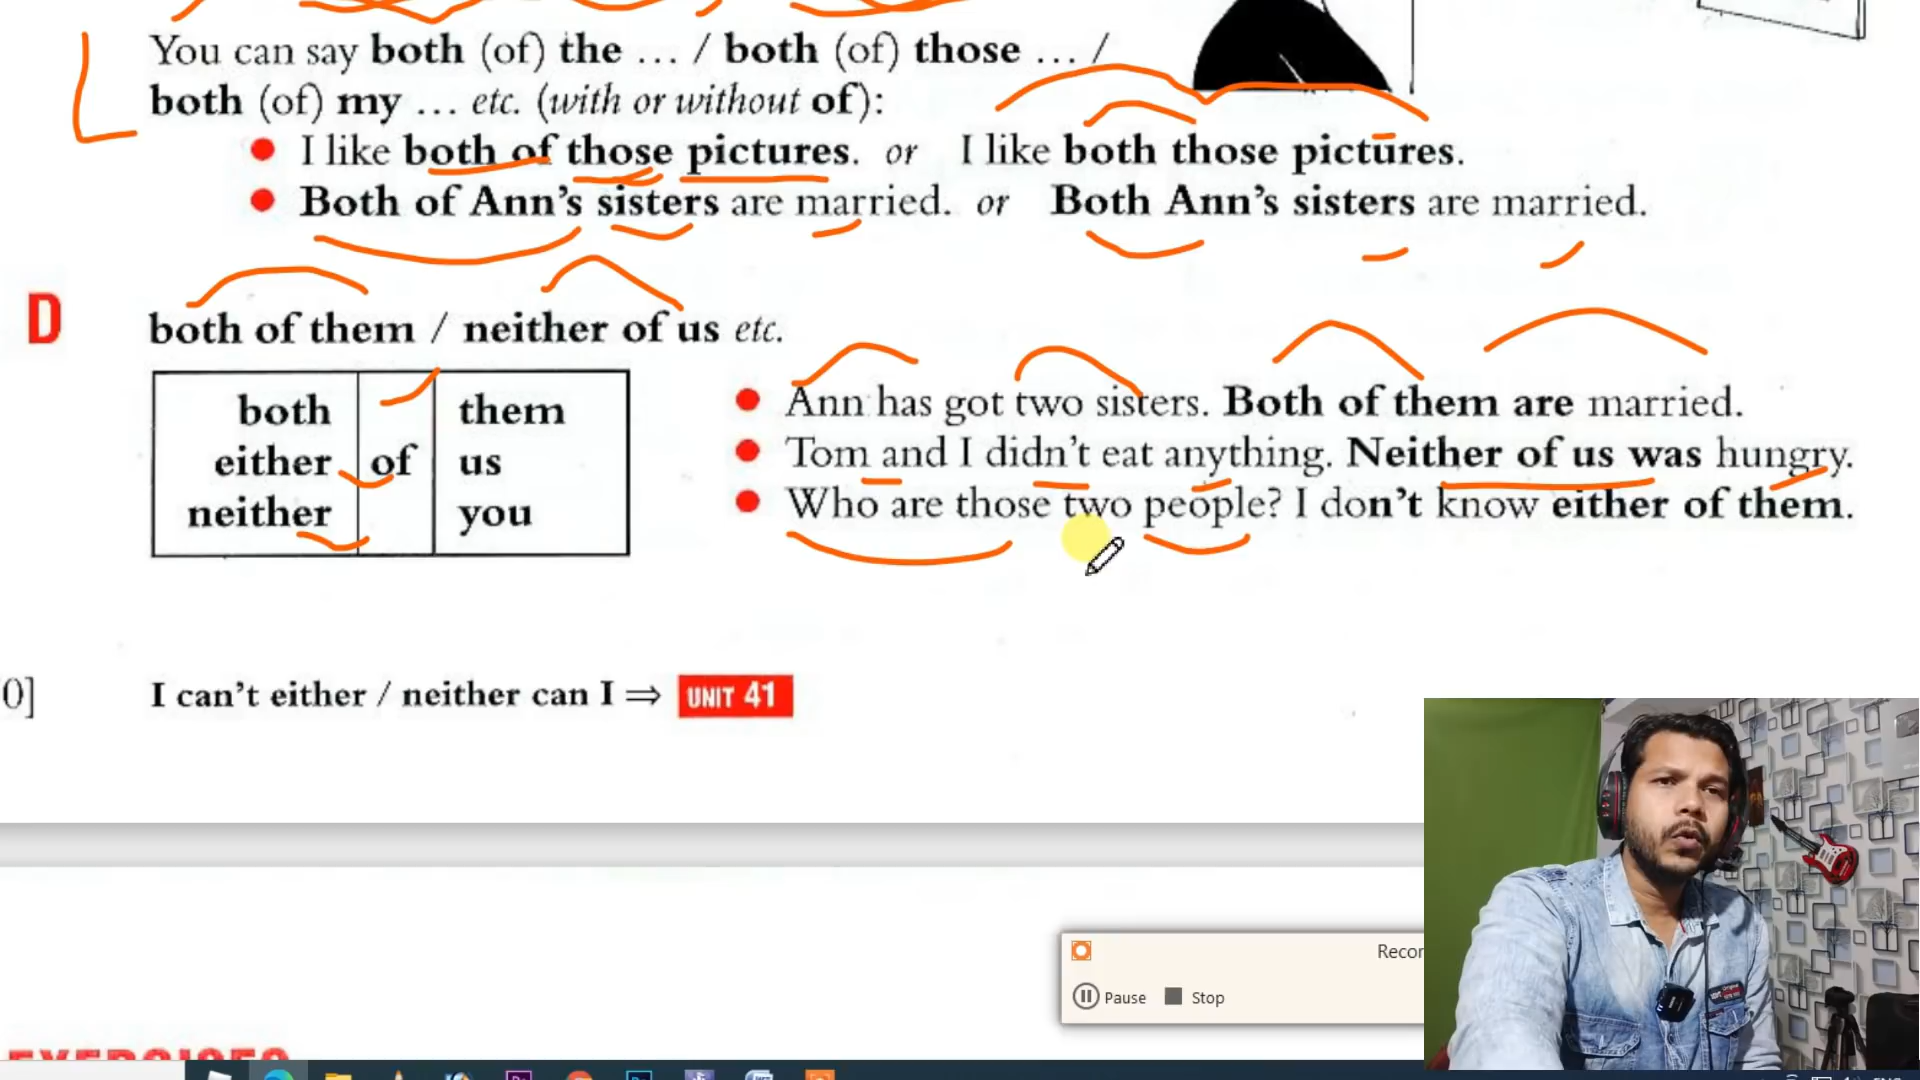 You can say both (of) the … / both (of) those … /
both (of) my … etc. (with or without of):
● I like both of those pictures. or I like both those pictures.
● Both of Ann's sisters are married. or Both Ann's sisters are married.
D
both of them / neither of us etc.
both
either
neither
of
them
us
you
● Ann has got two sisters. Both of them are married.
● Tom and I didn't eat anything. Neither of us was hungry.
● Who are those two people? I don't know either of them.
0]
I can't either / neither can I ⇒ UNIT 41
Recor
Pause
Stop
EXERCISES